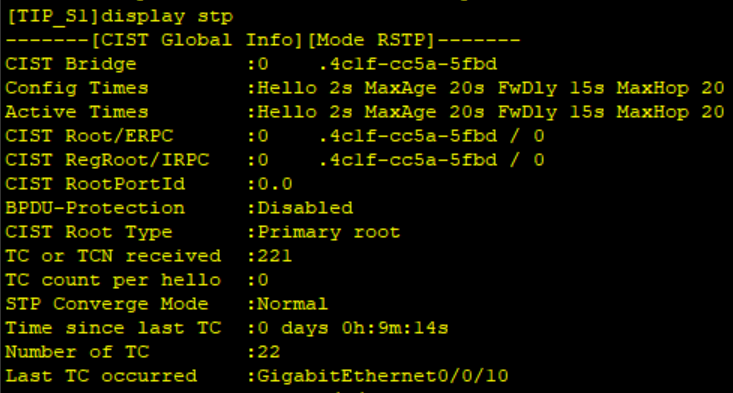 [TIP_S1]display stp
-------[CIST Global Info][Mode RSTP]-------
CIST Bridge         :0    .4c1f-cc5a-5fbd
Config Times        :Hello 2s MaxAge 20s FwDly 15s MaxHop 20
Active Times        :Hello 2s MaxAge 20s FwDly 15s MaxHop 20
CIST Root/ERPC      :0    .4c1f-cc5a-5fbd / 0
CIST RegRoot/IRPC   :0    .4c1f-cc5a-5fbd / 0
CIST RootPortId     :0.0
BPDU-Protection     :Disabled
CIST Root Type      :Primary root
TC or TCN received  :221
TC count per hello  :0
STP Converge Mode   :Normal
Time since last TC  :0 days 0h:9m:14s
Number of TC        :22
Last TC occurred    :GigabitEthernet0/0/10